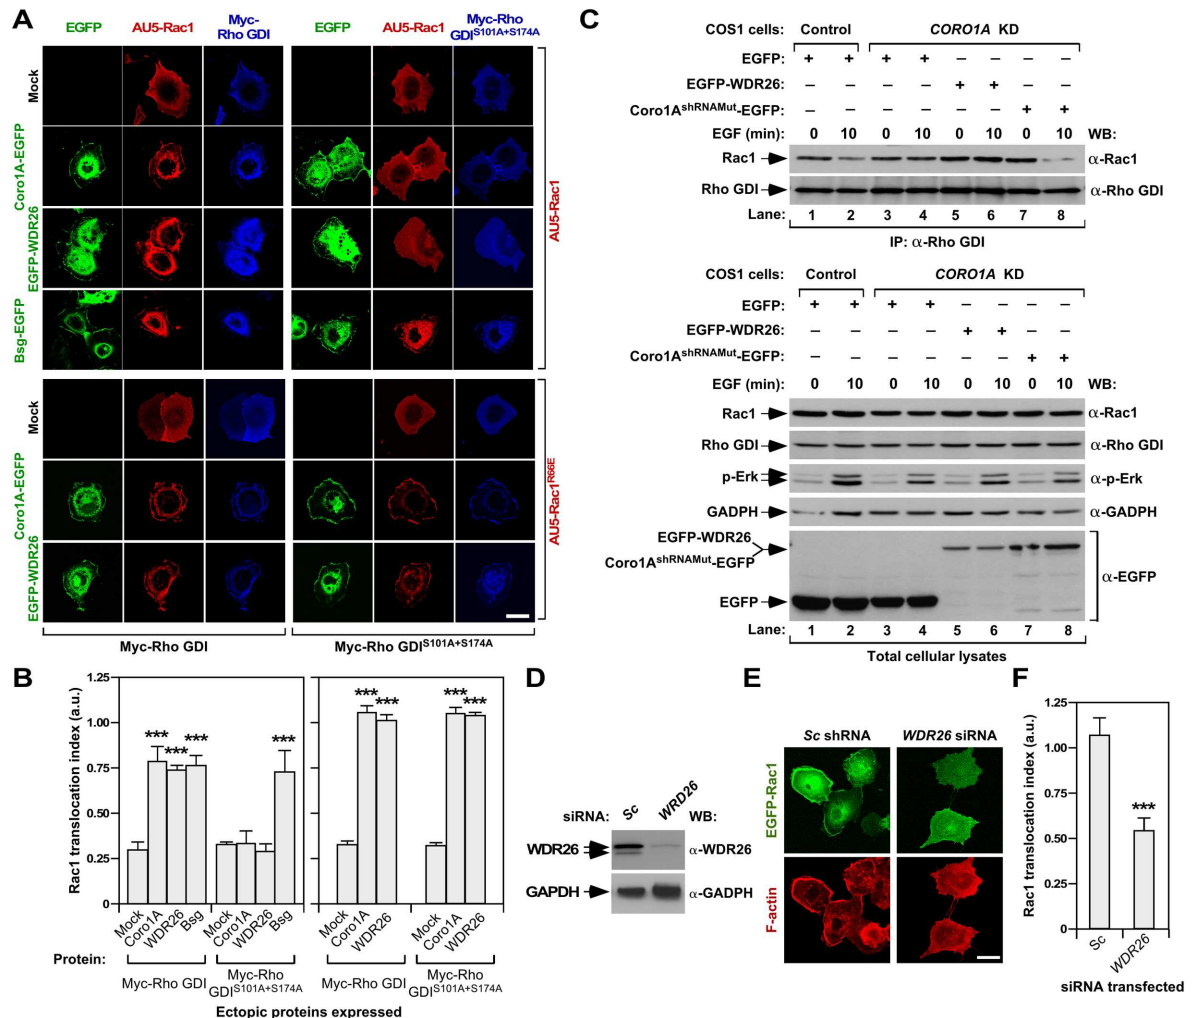 A
EGFP AU5-Rac1 Myc-Rho GDI EGFP AU5-Rac1 Myc-Rho GDIS101A+S174A
Mock
Coro1A-EGFP
EGFP-WDR26
Bsg-EGFP
AU5-Rac1
Mock
Coro1A-EGFP
EGFP-WDR26
AU5-Rac1R66E
Myc-Rho GDI Myc-Rho GDIS101A+S174A
B
Rac1 translocation index (a.u.)
1.25
1.00
0.75
0.50
0.25
0
*** *** *** *** *** *** *** ***
Mock Coro1A WDR26 Bsg Mock Coro1A WDR26 Bsg Mock Coro1A WDR26 Mock Coro1A WDR26
Protein:
Myc-Rho GDI Myc-Rho GDIS101A+S174A Myc-Rho GDI Myc-Rho GDIS101A+S174A
Ectopic proteins expressed
C
COS1 cells: Control CORO1A KD
EGFP: + + + + – – – –
EGFP-WDR26: – – – – + + – –
Coro1AshRNAMut-EGFP: – – – – – – + +
EGF (min): 0 10 0 10 0 10 0 10 WB:
Rac1 α-Rac1
Rho GDI α-Rho GDI
Lane: 1 2 3 4 5 6 7 8
IP: α-Rho GDI
COS1 cells: Control CORO1A KD
EGFP: + + + + – – – –
EGFP-WDR26: – – – – + + – –
Coro1AshRNAMut-EGFP: – – – – – – + +
EGF (min): 0 10 0 10 0 10 0 10 WB:
Rac1 α-Rac1
Rho GDI α-Rho GDI
p-Erk α-p-Erk
GADPH α-GADPH
EGFP-WDR26
Coro1AshRNAMut-EGFP
α-EGFP
EGFP
Lane: 1 2 3 4 5 6 7 8
Total cellular lysates
D
siRNA: Sc WRD26 WB:
WDR26 α-WDR26
GAPDH α-GADPH
E
Sc shRNA WDR26 siRNA
EGFP-Rac1
F-actin
F
Rac1 translocation index (a.u.)
1.25
1.00
0.75
0.50
0.25
0
***
Sc WDR26
siRNA transfected